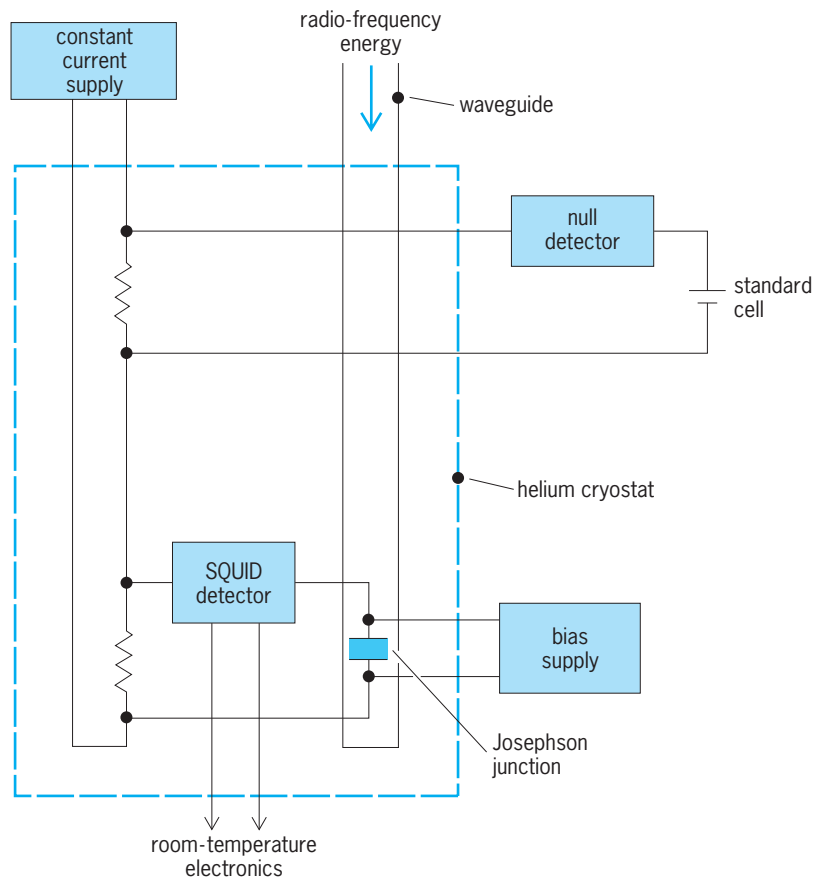 constant
current
supply
radio-frequency
energy
waveguide
null
detector
standard
cell
helium cryostat
SQUID
detector
bias
supply
Josephson
junction
room-temperature
electronics